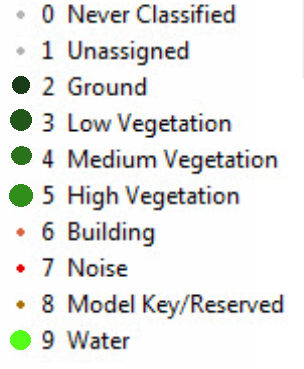 0 Never Classified
1 Unassigned
2 Ground
3 Low Vegetation
4 Medium Vegetation
5 High Vegetation
6 Building
7 Noise
8 Model Key/Reserved
9 Water